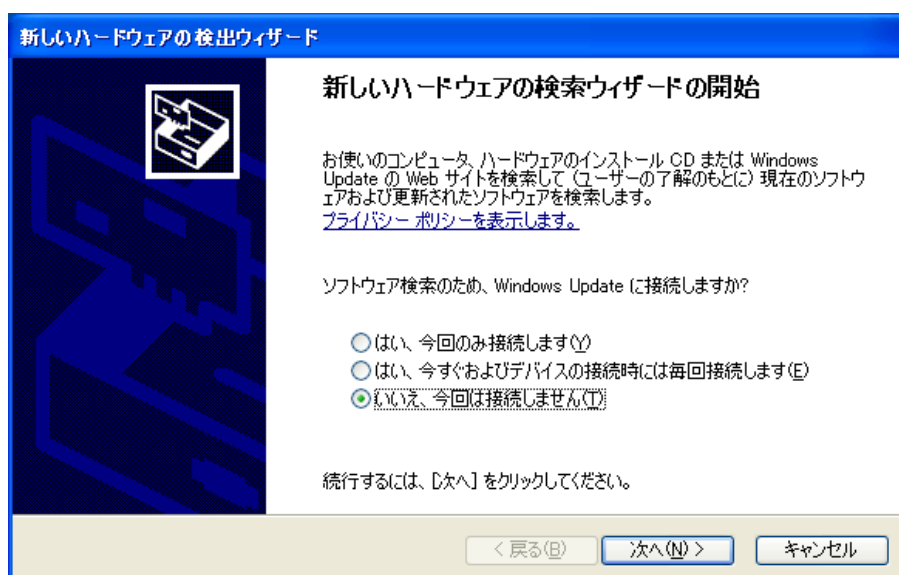 新しいハードウェアの検出ウィザード
新しいハードウェアの検索ウィザードの開始
お使いのコンピュータ、ハードウェアのインストール CD または Windows
Update の Web サイトを検索して (ユーザーの了解のもとに) 現在のソフトウ
ェアおよび更新されたソフトウェアを検索します。
プライバシー ポリシーを表示します。
ソフトウェア検索のため、Windows Update に接続しますか?
はい、今回のみ接続します(Y)
はい、今すぐおよびデバイスの接続時には毎回接続します(E)
いいえ、今回は接続しません(T)
続行するには、[次へ] をクリックしてください。
< 戻る(B) 次へ(N) > キャンセル